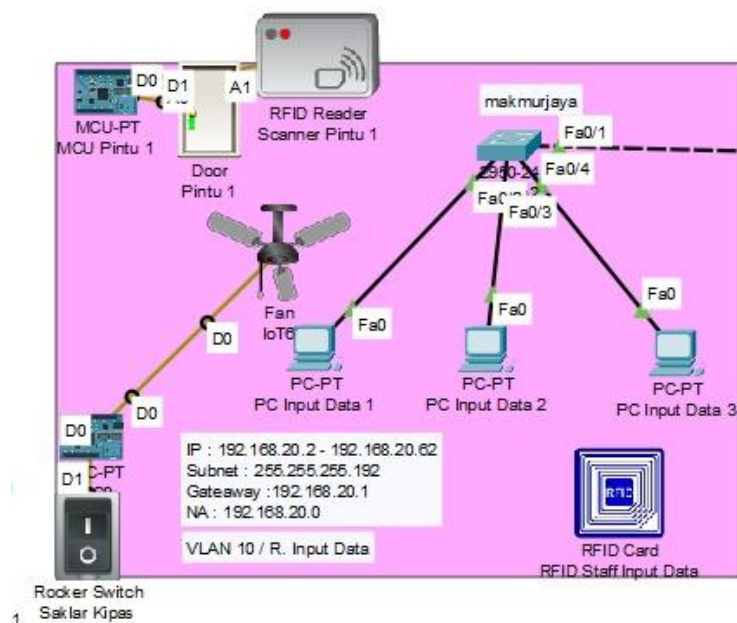 D0
D1
A1
MCU-PT
MCU Pintu 1
Door
Pintu 1
RFID Reader
Scanner Pintu 1
makmurjaya
Fa0/1
Fa0/4
Fa0/3
Fan
IoT6
D0
D0
Fa0
Fa0
Fa0
PC-PT
PC Input Data 1
PC-PT
PC Input Data 2
PC-PT
PC Input Data 3
D0
D1
C-PT
IP : 192.168.20.2 - 192.168.20.62
Subnet : 255.255.255.192
Gateaway :192.168.20.1
NA : 192.168.20.0
VLAN 10 / R. Input Data
Rocker Switch
Saklar Kipas
RFID
RFID Card
RFID Staff Input Data
1